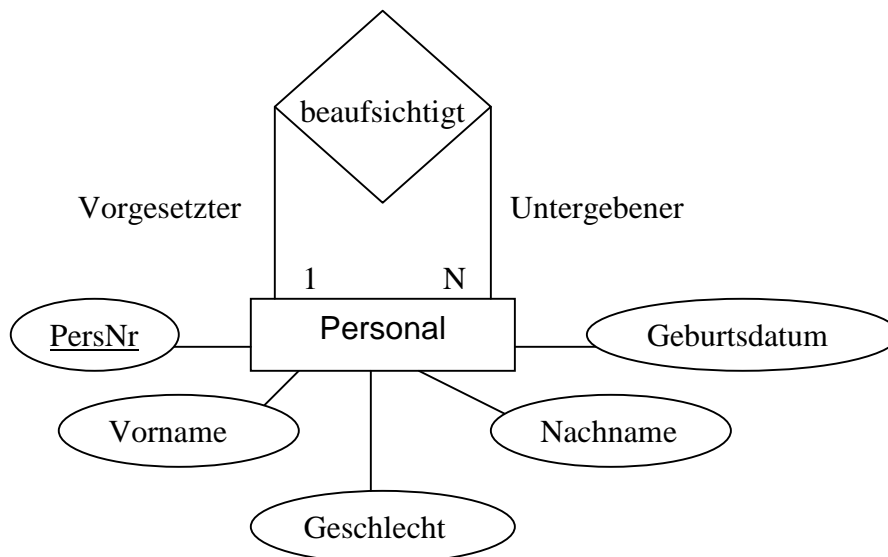 beaufsichtigt
Vorgesetzter
Untergebener
1
N
Personal
PersNr
Geburtsdatum
Vorname
Nachname
Geschlecht